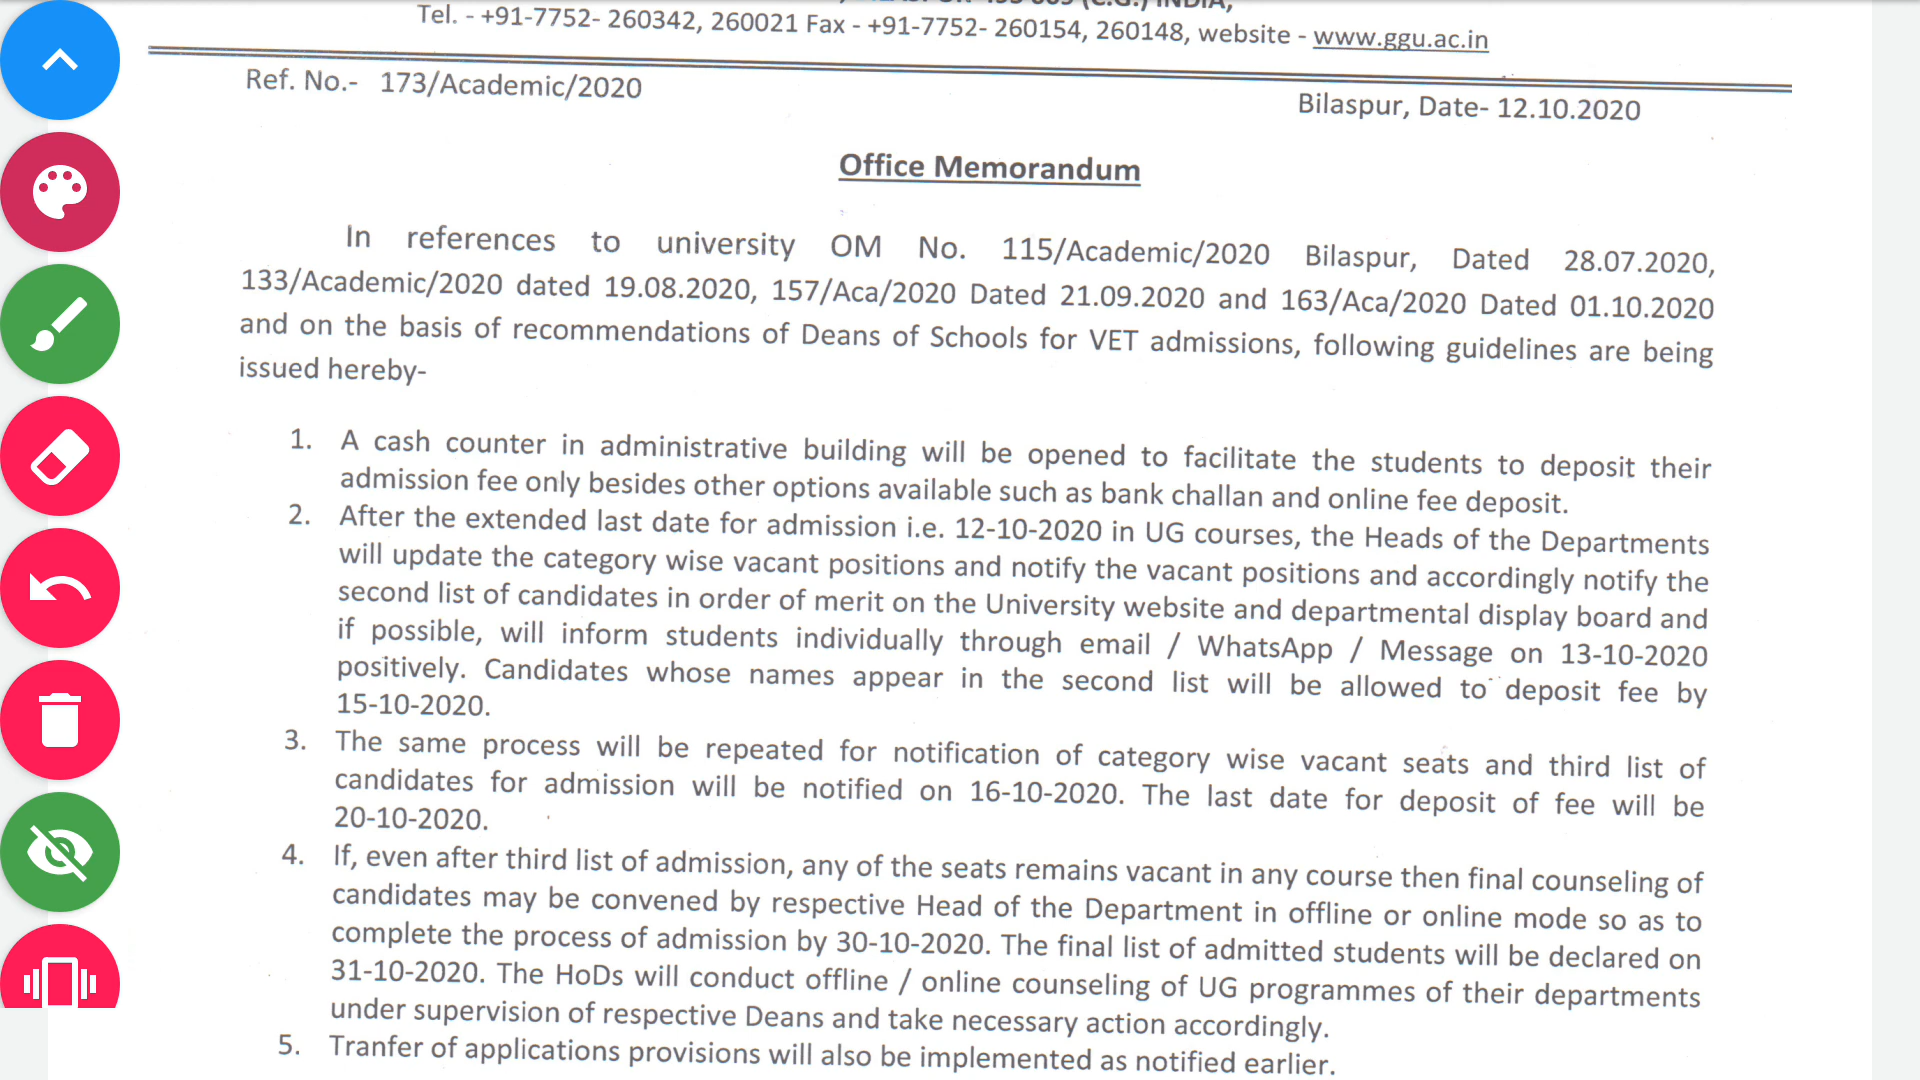 (C.G.) INDIA,
Tel. - +91-7752- 260342, 260021 Fax - +91-7752- 260154, 260148, website - www.ggu.ac.in
Ref. No.- 173/Academic/2020
Bilaspur, Date- 12.10.2020
Office Memorandum
In references to university OM No. 115/Academic/2020 Bilaspur, Dated 28.07.2020,
133/Academic/2020 dated 19.08.2020, 157/Aca/2020 Dated 21.09.2020 and 163/Aca/2020 Dated 01.10.2020
and on the basis of recommendations of Deans of Schools for VET admissions, following guidelines are being
issued hereby-
1. A cash counter in administrative building will be opened to facilitate the students to deposit their
admission fee only besides other options available such as bank challan and online fee deposit.
2. After the extended last date for admission i.e. 12-10-2020 in UG courses, the Heads of the Departments
will update the category wise vacant positions and notify the vacant positions and accordingly notify the
second list of candidates in order of merit on the University website and departmental display board and
if possible, will inform students individually through email / WhatsApp / Message on 13-10-2020
positively. Candidates whose names appear in the second list will be allowed to deposit fee by
15-10-2020.
3. The same process will be repeated for notification of category wise vacant seats and third list of
candidates for admission will be notified on 16-10-2020. The last date for deposit of fee will be
20-10-2020.
4. If, even after third list of admission, any of the seats remains vacant in any course then final counseling of
candidates may be convened by respective Head of the Department in offline or online mode so as to
complete the process of admission by 30-10-2020. The final list of admitted students will be declared on
31-10-2020. The HoDs will conduct offline / online counseling of UG programmes of their departments
under supervision of respective Deans and take necessary action accordingly.
5. Tranfer of applications provisions will also be implemented as notified earlier.